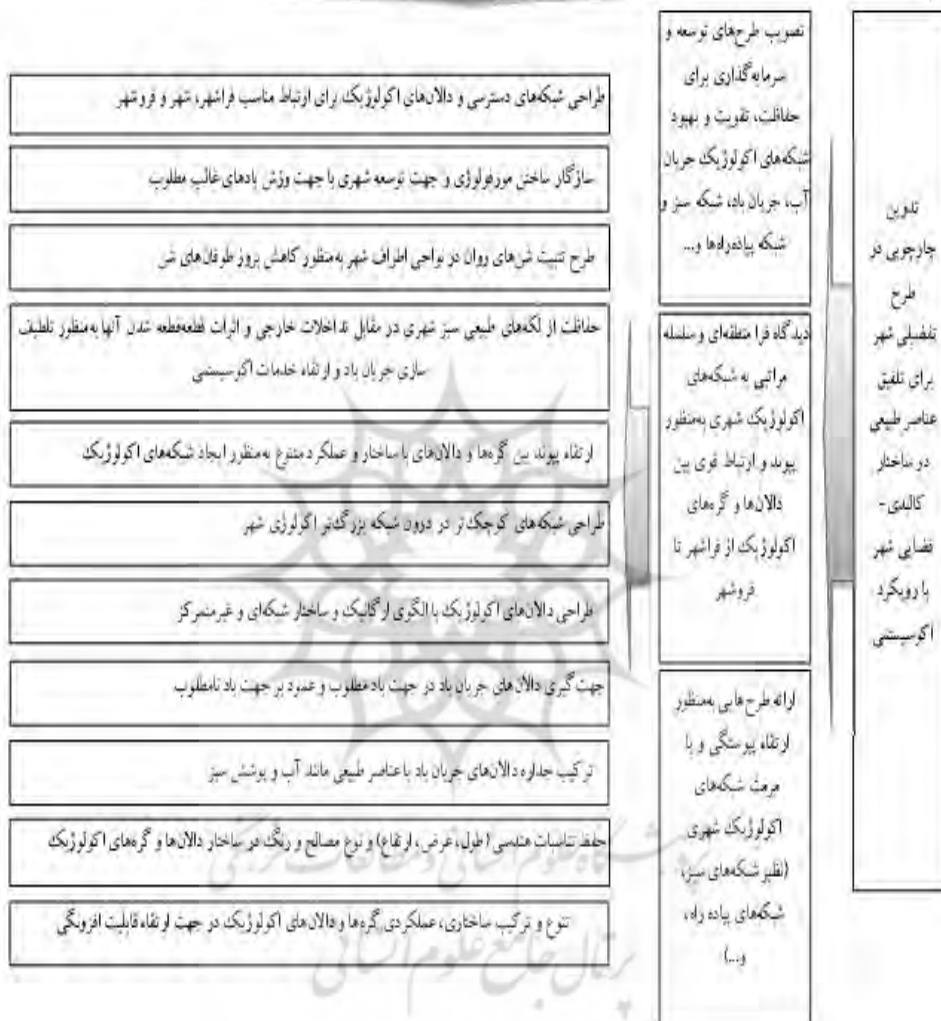 تدوین
چارچوبی در
طرح
تفصیلی شهر
برای تلفیق
عناصر طبیعی
در ساختار
کالبدی-
فضایی شهر
با رویکرد
اکوسیستمی
تصویب طرح‌های توسعه و
سرمایه‌گذاری برای
حفاظت، تقویت و بهبود
شبکه‌های اکولوژیک جریان
آب، جریان باد، شبکه سبز و
شبکه پیاده‌راه‌ها و...
دیدگاه فرا منطقه‌ای و سلسله
مراتبی به شبکه‌های
اکولوژیک شهری به‌منظور
پیوند و ارتباط قوی بین
دالان‌ها و گره‌های
اکولوژیک از فراشهر تا
فروشهر
ارائه طرح‌هایی به‌منظور
ارتقاء پیوستگی و یا
مرمت شبکه‌های
اکولوژیک شهری
(نظیر شبکه‌های سبز،
شبکه‌های پیاده راه،
و...)
طراحی شبکه‌های دسترسی و دالان‌های اکولوژیک برای ارتباط مناسب فراشهر، شهر و فروشهر
سازگار ساختن مورفولوژی و جهت توسعه شهری با جهت وزش بادهای غالب مطلوب
طرح تثبیت شن‌های روان در نواحی اطراف شهر به‌منظور کاهش بروز طوفان‌های شن
حفاظت از لکه‌های طبیعی سبز شهری در مقابل تداخلات خارجی و اثرات قطعه‌قطعه شدن آنها به‌منظور تلطیف
سازی جریان باد و ارتقاء خدمات اکوسیستمی
ارتقاء پیوند بین گره‌ها و دالان‌های با ساختار و عملکرد متنوع به‌منظور ایجاد شبکه‌های اکولوژیک
طراحی شبکه‌های کوچک‌تر در درون شبکه بزرگ‌تر اکولوژی شهر
طراحی دالان‌های اکولوژیک با الگوی ارگانیک و ساختار شبکه‌ای و غیرمتمرکز
جهت گیری دالان های جریان باد در جهت باد مطلوب و عمود بر جهت باد نامطلوب
ترکیب جداره دالان‌های جریان باد با عناصر طبیعی مانند آب و پوشش سبز
حفظ تناسبات هندسی (طول، عرض، ارتفاع) و نوع مصالح و رنگ در ساختار دالان‌ها و گره‌های اکولوژیک
تنوع و ترکیب ساختاری، عملکردی گره‌ها و دالان‌های اکولوژیک در جهت ارتقاء قابلیت افزونگی
پژوهشگاه علوم انسانی و مطالعات فرهنگی
پرتال جامع علوم انسانی